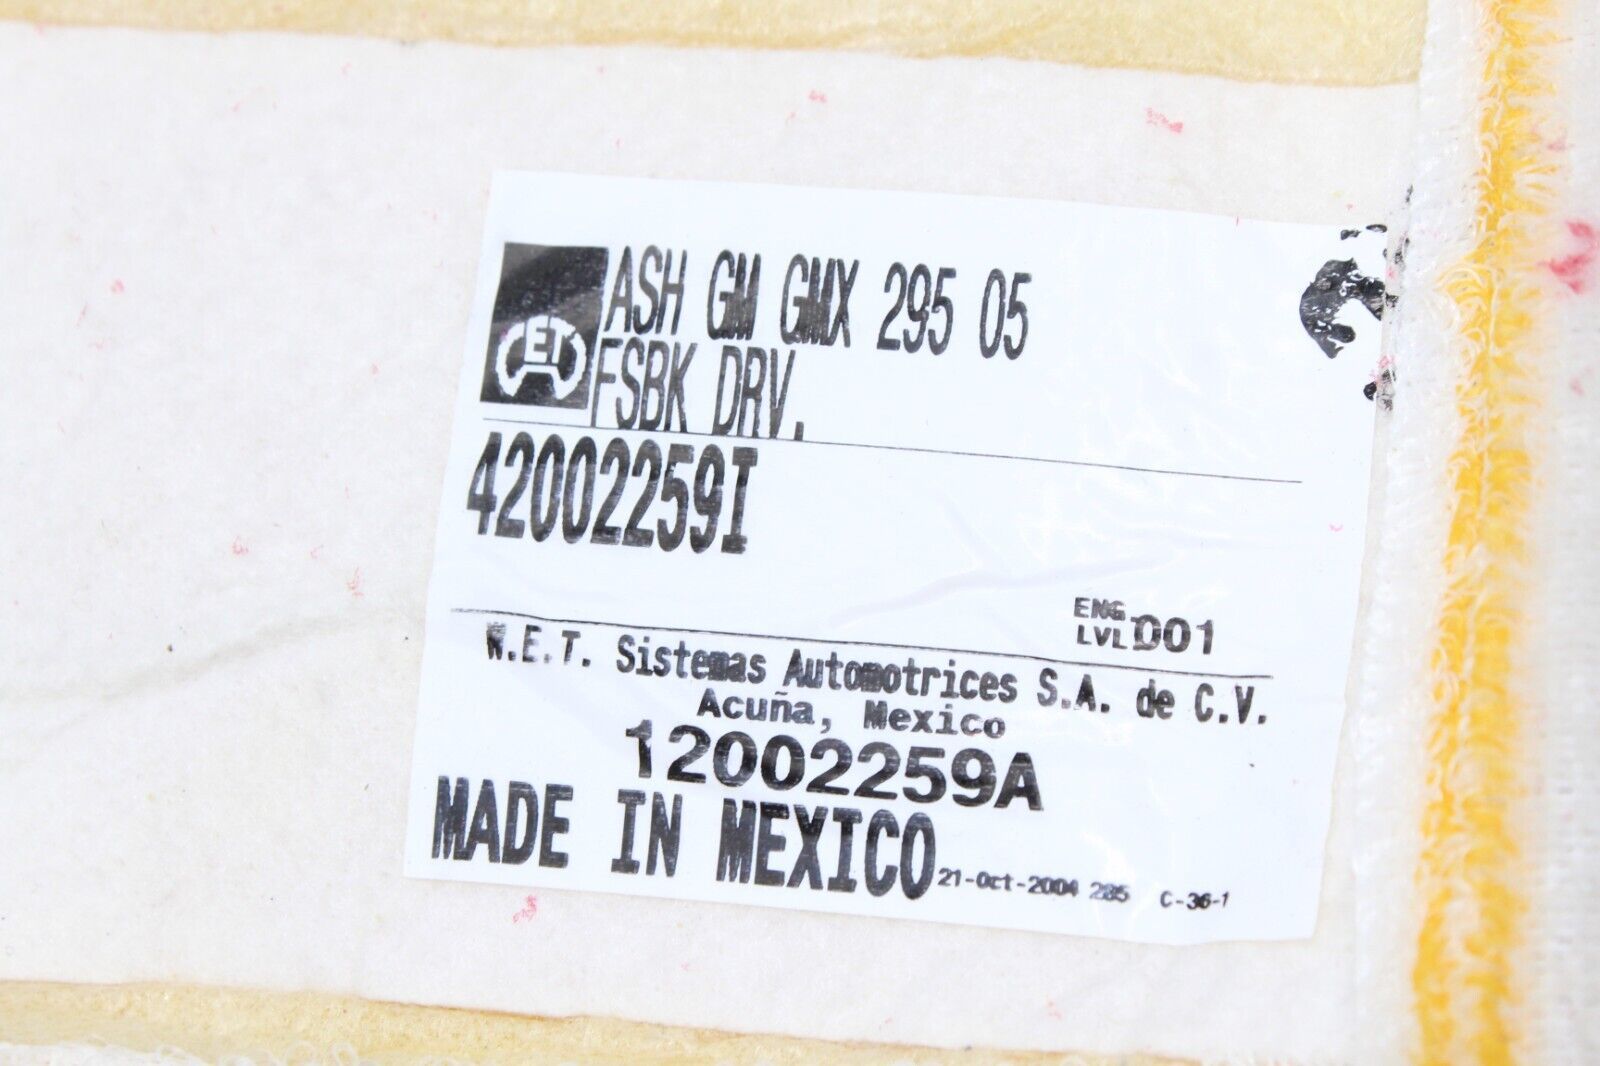 ET
ASH GM GMX 295 05
FSBK DRV.
42002259I
ENG
LVL D01
W.E.T. Sistemas Automotrices S.A. de C.V.
Acuña, Mexico
12002259A
MADE IN MEXICO 21-Oct-2004 285 C-36-1